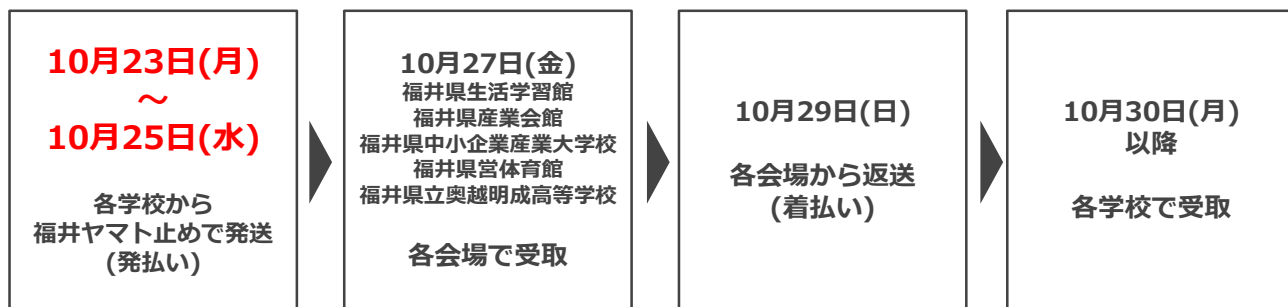 10月23日(月)
～
10月25日(水)
各学校から
福井ヤマト止めで発送
(発払い)
10月27日(金)
福井県生活学習館
福井県産業会館
福井県中小企業産業大学校
福井県営体育館
福井県立奥越明成高等学校
各会場で受取
10月29日(日)
各会場から返送
(着払い)
10月30日(月)
以降
各学校で受取